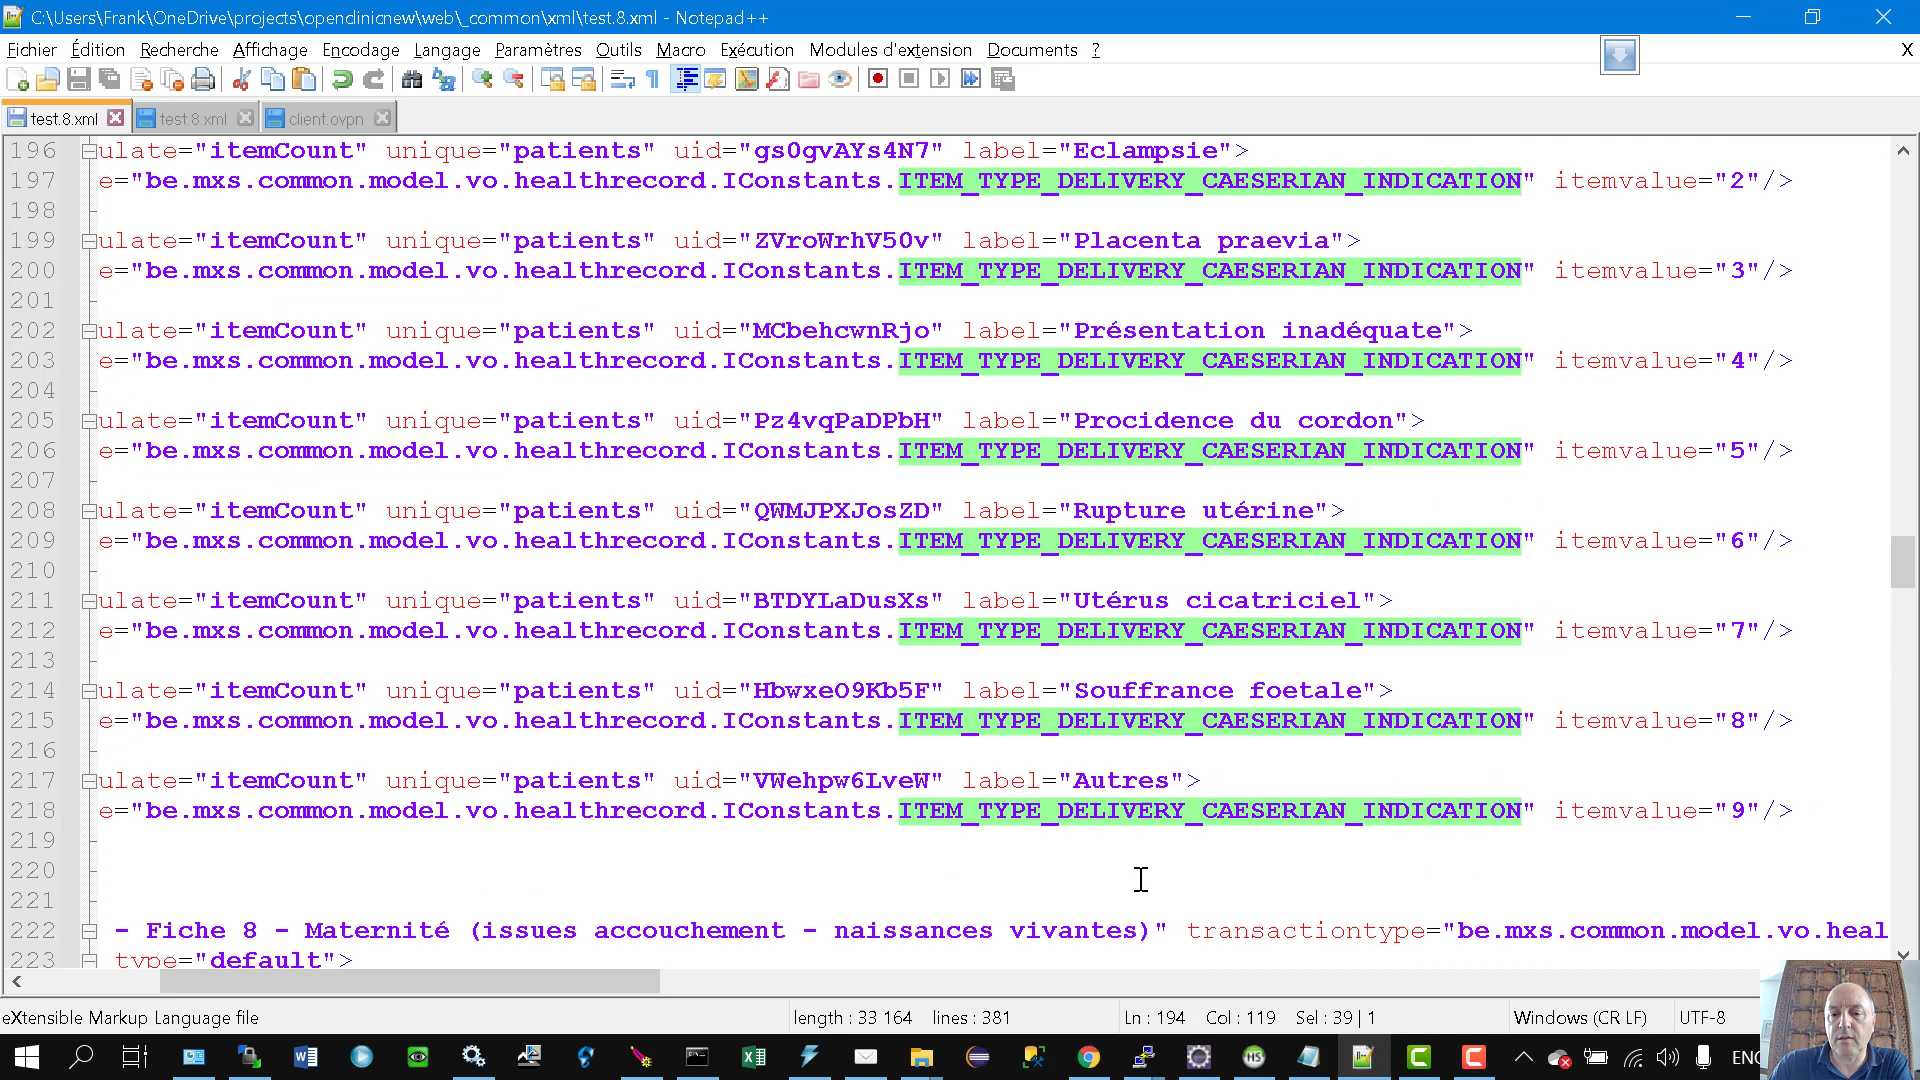 C:\Users\Frank\OneDrive\projects\openclinicnew\web\_common\xml\test.8.xml - Notepad++
Fichier Édition Recherche Affichage Encodage Langage Paramètres Outils Macro Exécution Modules d'extension Documents ? X
test.8.xml test.8.xml client.ovpn
196 ulate="itemCount" unique="patients" uid="gs0gvAYs4N7" label="Eclampsie">
197 e="be.mxs.common.model.vo.healthrecord.IConstants.ITEM_TYPE_DELIVERY_CAESERIAN_INDICATION" itemvalue="2"/>
198
199 ulate="itemCount" unique="patients" uid="ZVroWrhV50v" label="Placenta praevia">
200 e="be.mxs.common.model.vo.healthrecord.IConstants.ITEM_TYPE_DELIVERY_CAESERIAN_INDICATION" itemvalue="3"/>
201
202 ulate="itemCount" unique="patients" uid="MCbehcwnRjo" label="Présentation inadéquate">
203 e="be.mxs.common.model.vo.healthrecord.IConstants.ITEM_TYPE_DELIVERY_CAESERIAN_INDICATION" itemvalue="4"/>
204
205 ulate="itemCount" unique="patients" uid="Pz4vqPaDPbH" label="Procidence du cordon">
206 e="be.mxs.common.model.vo.healthrecord.IConstants.ITEM_TYPE_DELIVERY_CAESERIAN_INDICATION" itemvalue="5"/>
207
208 ulate="itemCount" unique="patients" uid="QWMJPXJosZD" label="Rupture utérine">
209 e="be.mxs.common.model.vo.healthrecord.IConstants.ITEM_TYPE_DELIVERY_CAESERIAN_INDICATION" itemvalue="6"/>
210
211 ulate="itemCount" unique="patients" uid="BTDYLaDusXs" label="Utérus cicatriciel">
212 e="be.mxs.common.model.vo.healthrecord.IConstants.ITEM_TYPE_DELIVERY_CAESERIAN_INDICATION" itemvalue="7"/>
213
214 ulate="itemCount" unique="patients" uid="HbwxeO9Kb5F" label="Souffrance foetale">
215 e="be.mxs.common.model.vo.healthrecord.IConstants.ITEM_TYPE_DELIVERY_CAESERIAN_INDICATION" itemvalue="8"/>
216
217 ulate="itemCount" unique="patients" uid="VWehpw6LveW" label="Autres">
218 e="be.mxs.common.model.vo.healthrecord.IConstants.ITEM_TYPE_DELIVERY_CAESERIAN_INDICATION" itemvalue="9"/>
219
220
221
222 - Fiche 8 - Maternité (issues accouchement - naissances vivantes)" transactiontype="be.mxs.common.model.vo.heal
223 type="default">
eXtensible Markup Language file length : 33 164 lines : 381 Ln : 194 Col : 119 Sel : 39 | 1 Windows (CR LF) UTF-8
ENG